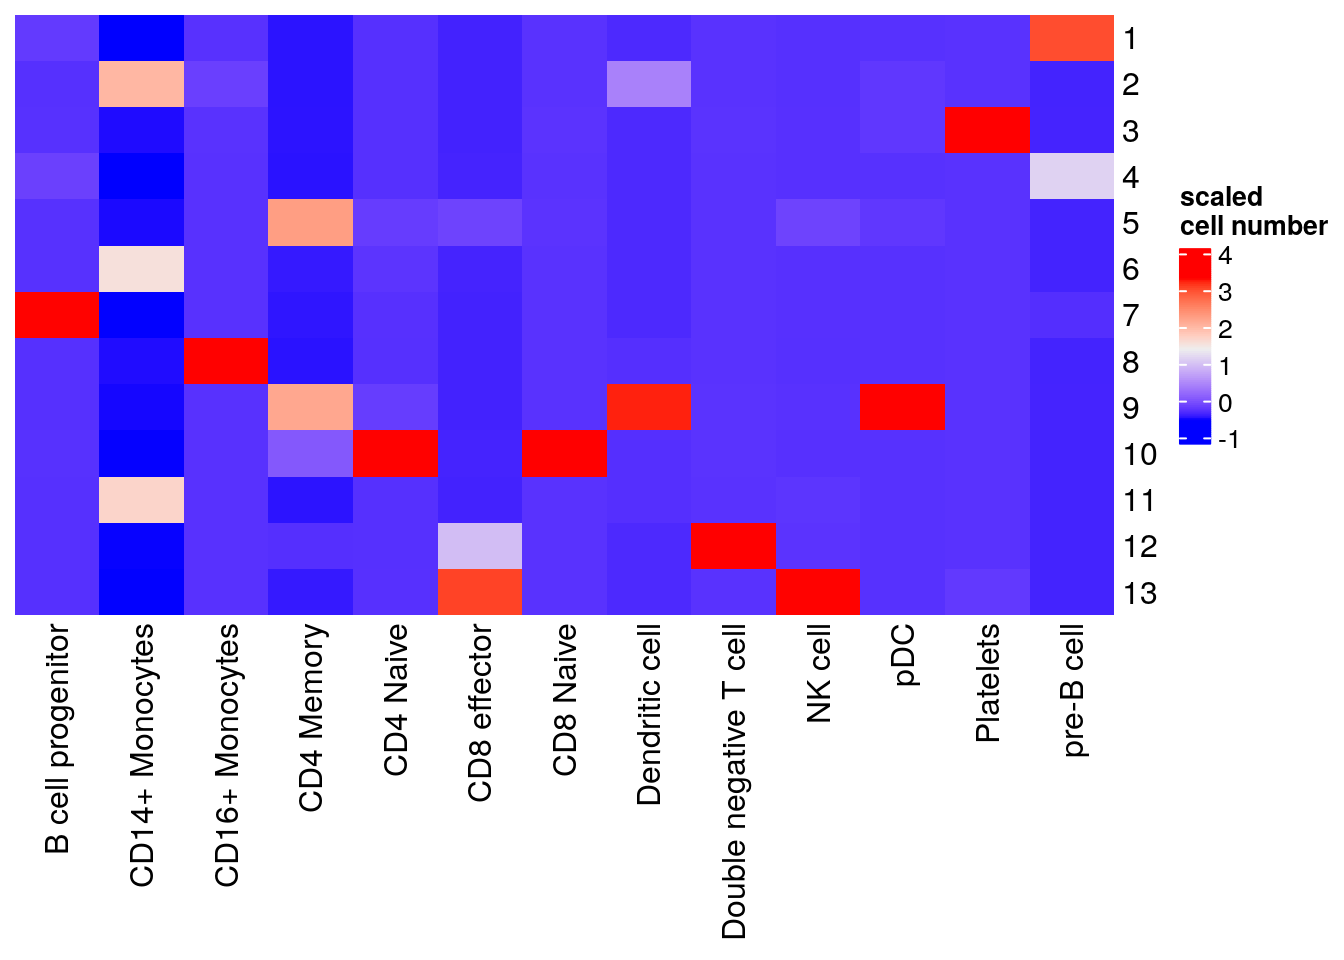 1
2
3
4
5
6
7
8
9
10
11
12
13
scaled
cell number
4
3
2
1
0
-1
B cell progenitor
CD14+ Monocytes
CD16+ Monocytes
CD4 Memory
CD4 Naive
CD8 effector
CD8 Naive
Dendritic cell
Double negative T cell
NK cell
pDC
Platelets
pre-B cell